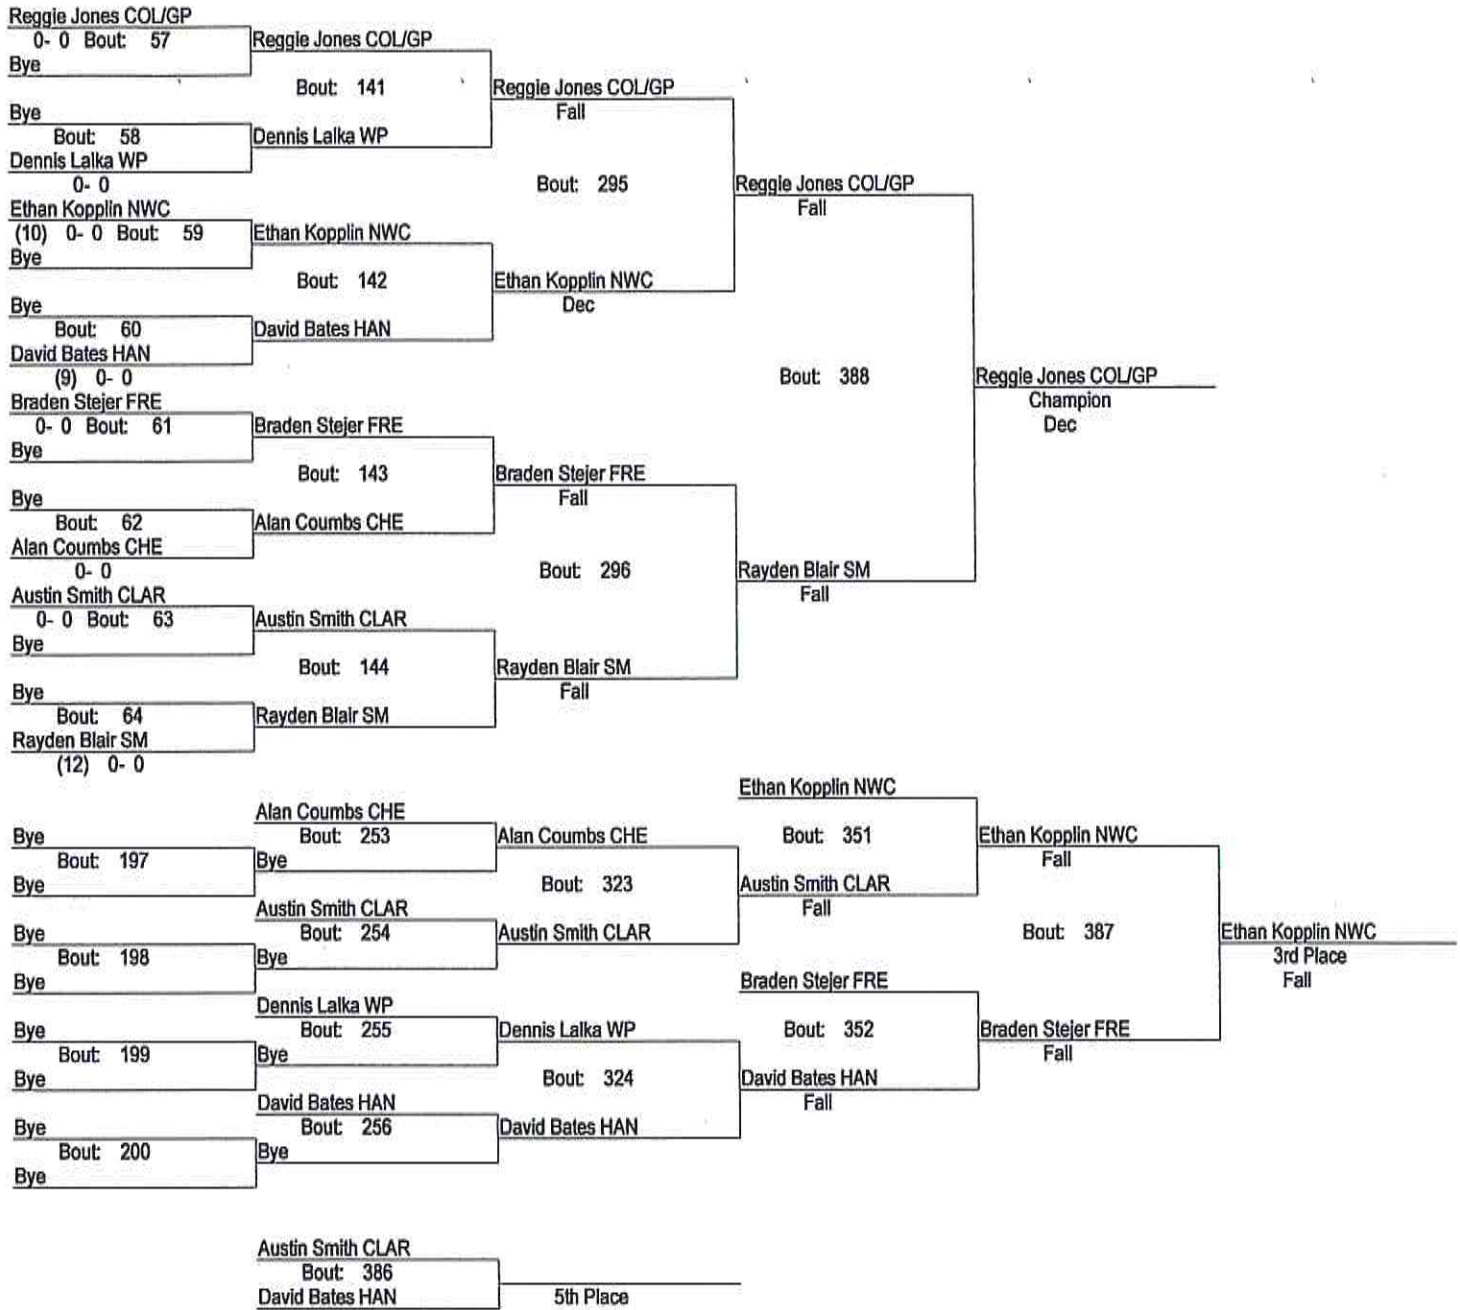 Reggie Jones COL/GP
0- 0 Bout: 57
Bye
Bye
Bout: 58
Dennis Lalka WP
0- 0
Ethan Kopplin NWC
(10) 0- 0 Bout: 59
Bye
Bye
Bout: 60
David Bates HAN
(9) 0- 0
Braden Stejer FRE
0- 0 Bout: 61
Bye
Bye
Bout: 62
Alan Coumbs CHE
0- 0
Austin Smith CLAR
0- 0 Bout: 63
Bye
Bye
Bout: 64
Rayden Blair SM
(12) 0- 0
Reggie Jones COL/GP
Bout: 141
Dennis Lalka WP
Ethan Kopplin NWC
Bout: 142
David Bates HAN
Braden Stejer FRE
Bout: 143
Alan Coumbs CHE
Austin Smith CLAR
Bout: 144
Rayden Blair SM
Reggie Jones COL/GP
Fall
Bout: 295
Ethan Kopplin NWC
Dec
Braden Stejer FRE
Fall
Bout: 296
Rayden Blair SM
Fall
Reggie Jones COL/GP
Fall
Bout: 388
Rayden Blair SM
Fall
Reggie Jones COL/GP
Champion
Dec
Bye
Bout: 197
Bye
Bye
Bout: 198
Bye
Bye
Bout: 199
Bye
Bye
Bout: 200
Bye
Alan Coumbs CHE
Bout: 253
Bye
Austin Smith CLAR
Bout: 254
Bye
Dennis Lalka WP
Bout: 255
Bye
David Bates HAN
Bout: 256
Bye
Alan Coumbs CHE
Bout: 323
Austin Smith CLAR
Dennis Lalka WP
Bout: 324
David Bates HAN
Ethan Kopplin NWC
Bout: 351
Austin Smith CLAR
Fall
Braden Stejer FRE
Bout: 352
David Bates HAN
Fall
Ethan Kopplin NWC
Fall
Bout: 387
Braden Stejer FRE
Fall
Ethan Kopplin NWC
3rd Place
Fall
Austin Smith CLAR
Bout: 386
David Bates HAN
5th Place